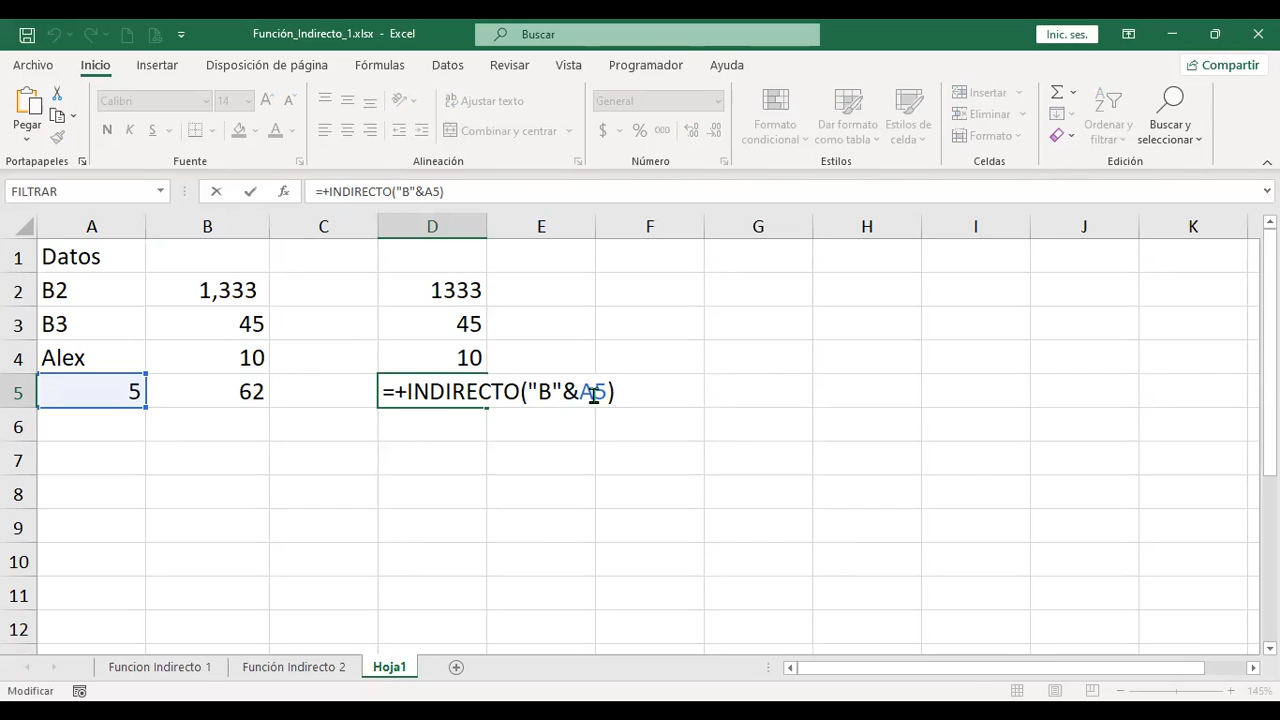 Función_Indirecto_1.xlsx - Excel
Buscar
Inic. ses.
Archivo Inicio Insertar Disposición de página Fórmulas Datos Revisar Vista Programador Ayuda Compartir
Pegar
Calibri 14
N K S A
Ajustar texto
Combinar y centrar
General
$ % 000
Formato condicional
Dar formato como tabla
Estilos de celda
Insertar
Eliminar
Formato
Ordenar y filtrar
Buscar y seleccionar
Portapapeles Fuente Alineación Número Estilos Celdas Edición
FILTRAR fx =+INDIRECTO("B"&A5)
A B C D E F G H I J K
1 Datos
2 B2 1,333 1333
3 B3 45 45
4 Alex 10 10
5 5 62 =+INDIRECTO("B"&A5)
6
7
8
9
10
11
12
Funcion Indirecto 1 Función Indirecto 2 Hoja1
Modificar 145%